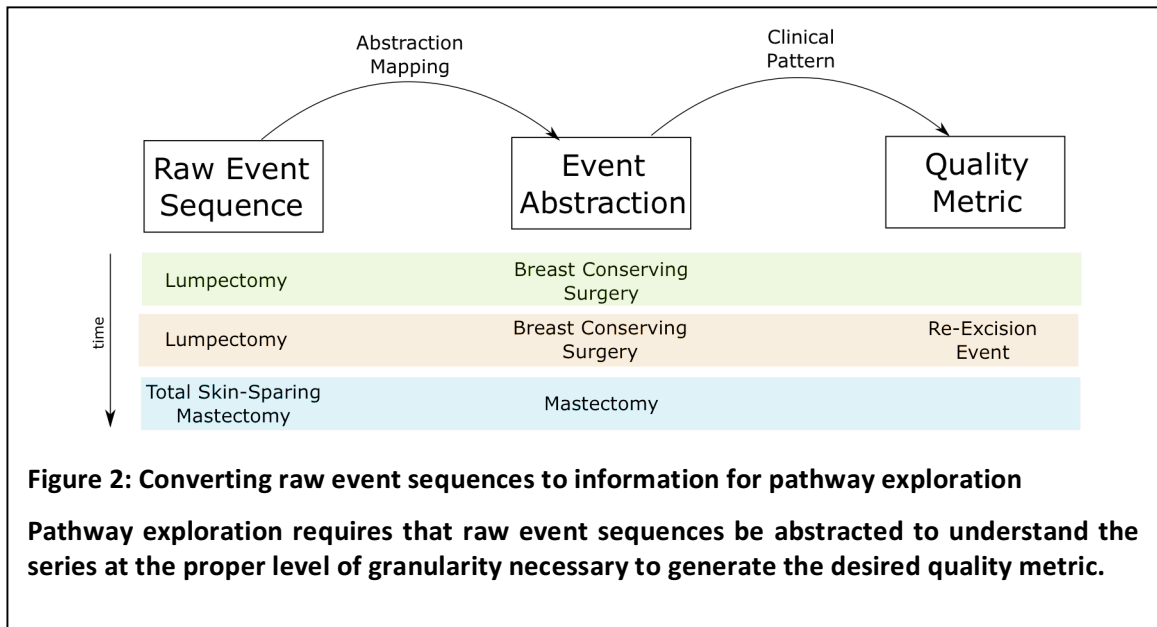 Abstraction
Mapping
Clinical
Pattern
Raw Event
Sequence
Event
Abstraction
Quality
Metric
time
Lumpectomy
Breast Conserving
Surgery
Lumpectomy
Breast Conserving
Surgery
Re-Excision
Event
Total Skin-Sparing
Mastectomy
Mastectomy
Figure 2: Converting raw event sequences to information for pathway exploration
Pathway exploration requires that raw event sequences be abstracted to understand the
series at the proper level of granularity necessary to generate the desired quality metric.